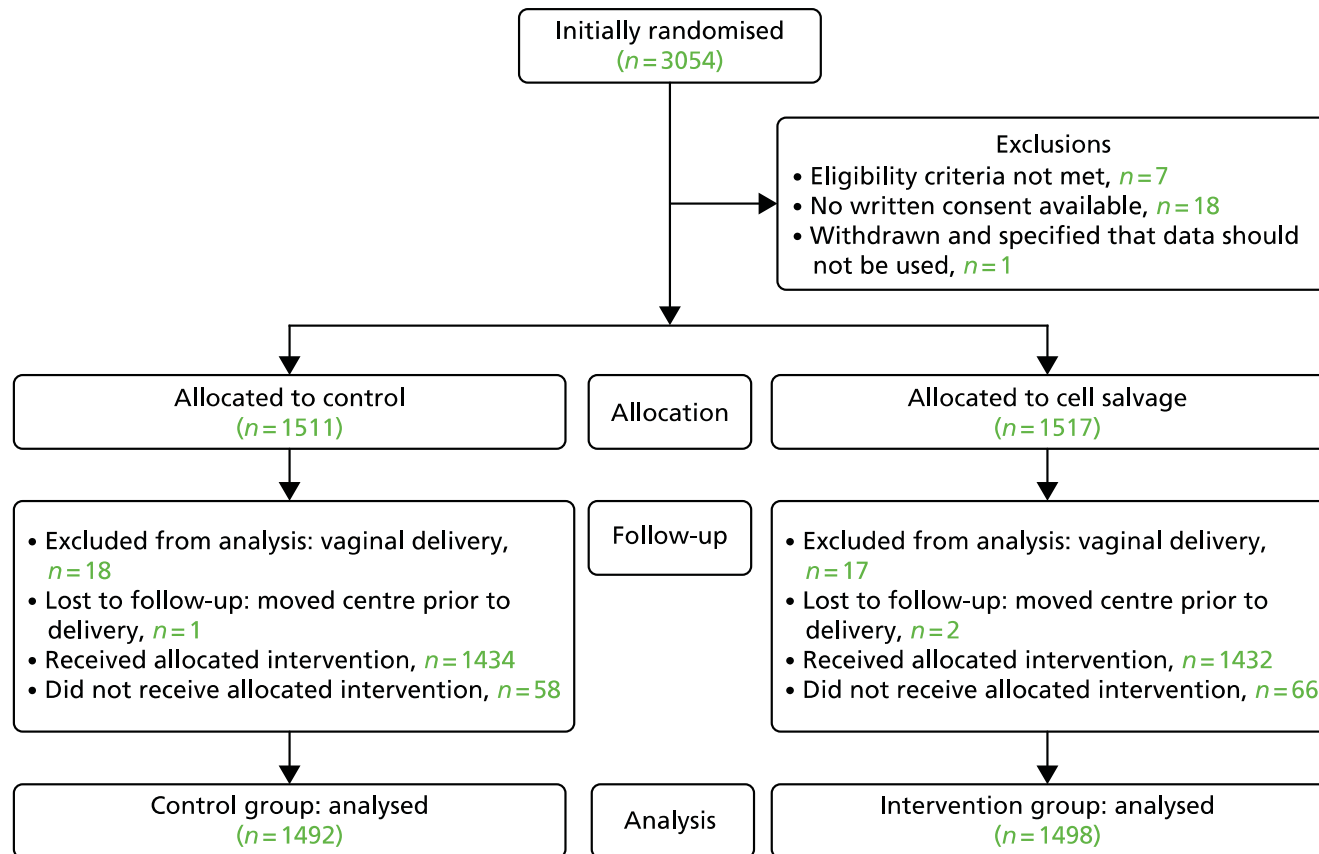 Initially randomised
(n=3054)
Exclusions
• Eligibility criteria not met, n=7
• No written consent available, n=18
• Withdrawn and specified that data should
not be used, n=1
Allocated to control
(n=1511)
Allocation
Allocated to cell salvage
(n=1517)
• Excluded from analysis: vaginal delivery,
n=18
• Lost to follow-up: moved centre prior to
delivery, n=1
• Received allocated intervention, n=1434
• Did not receive allocated intervention, n=58
Follow-up
• Excluded from analysis: vaginal delivery,
n=17
• Lost to follow-up: moved centre prior to
delivery, n=2
• Received allocated intervention, n=1432
• Did not receive allocated intervention, n=66
Control group: analysed
(n=1492)
Analysis
Intervention group: analysed
(n=1498)